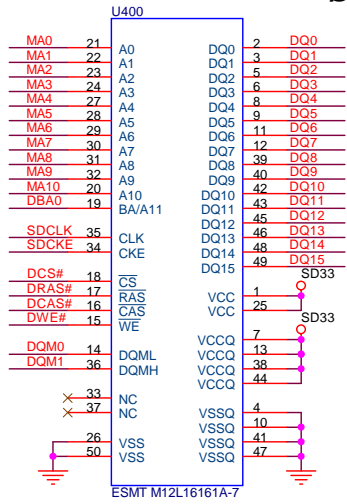 U400
MA0 21 A0 DQ0 2 DQ0
MA1 22 A1 DQ1 3 DQ1
MA2 23 A2 DQ2 5 DQ2
MA3 24 A3 DQ3 6 DQ3
MA4 27 A4 DQ4 8 DQ4
MA5 28 A5 DQ5 9 DQ5
MA6 29 A6 DQ6 11 DQ6
MA7 30 A7 DQ7 12 DQ7
MA8 31 A8 DQ8 39 DQ8
MA9 32 A9 DQ9 40 DQ9
MA10 20 A10 DQ10 42 DQ10
DBA0 19 BA/A11 DQ11 43 DQ11
DQ12 45 DQ12
SDCLK 35 CLK DQ13 46 DQ13
SDCKE 34 CKE DQ14 48 DQ14
DQ15 49 DQ15
DCS# 18 CS SD33
DRAS# 17 RAS VCC 1
DCAS# 16 CAS VCC 25
DWE# 15 WE SD33
VCCQ 7
DQM0 14 DQML VCCQ 13
DQM1 36 DQMH VCCQ 38
VCCQ 44
33 NC
37 NC VSSQ 4
VSSQ 10
26 VSS VSSQ 41
50 VSS VSSQ 47
ESMT M12L16161A-7